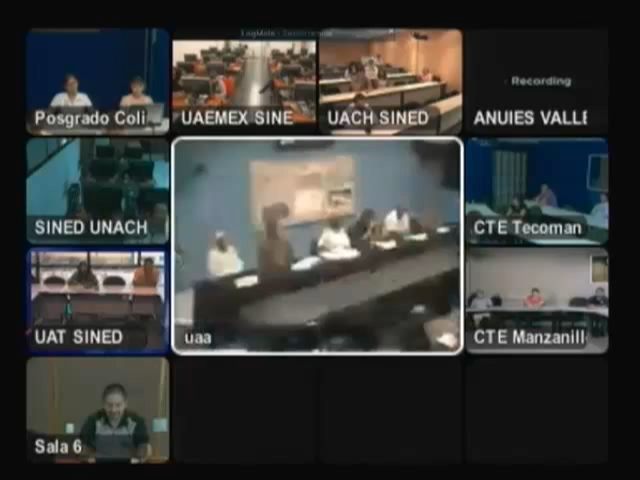 Posgrado Coli
UAEMEX SINE
UACH SINED
Recording
ANUIES VALLE
SINED UNACH
CTE Tecoman
UAT SINED
uaa
CTE Manzanill
Sala 6